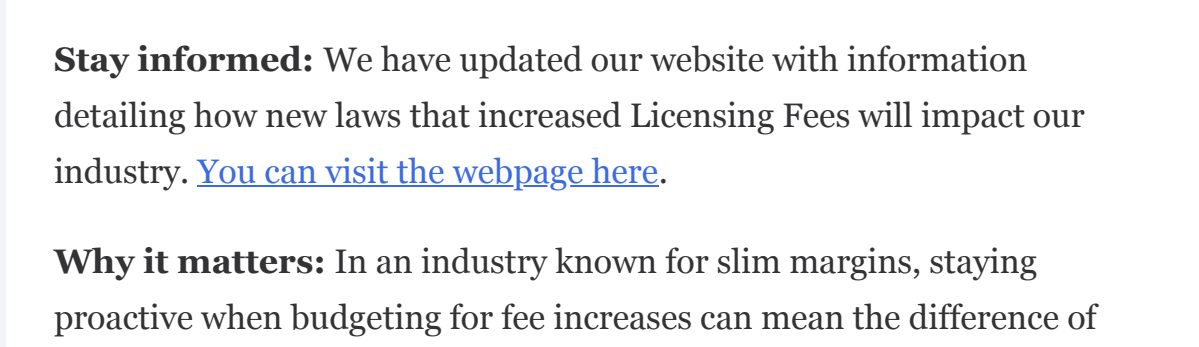 Stay informed: We have updated our website with information
detailing how new laws that increased Licensing Fees will impact our
industry. You can visit the webpage here.
Why it matters: In an industry known for slim margins, staying
proactive when budgeting for fee increases can mean the difference of